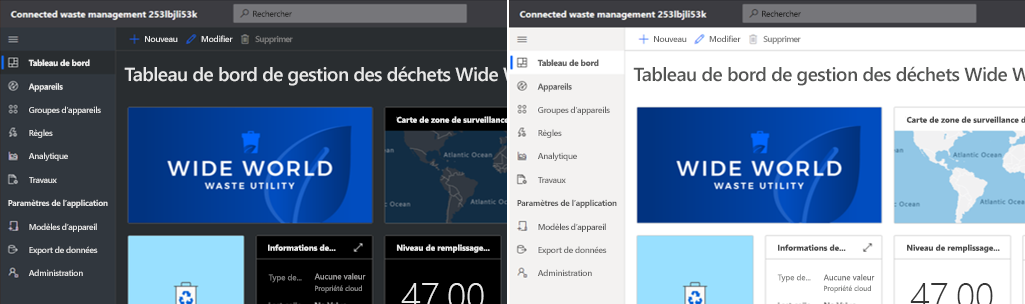 Connected waste management 253lbjli53k
Rechercher
Nouveau Modifier Supprimer
Tableau de bord
Appareils
Groupes d'appareils
Règles
Analytique
Travaux
Paramètres de l'application
Modèles d'appareil
Export de données
Administration
Tableau de bord de gestion des déchets Wide W
WIDE WORLD
WASTE UTILITY
Carte de zone de surveillance
Atlantic Ocean
Atlantic Ocean
Informations de...
Type de...
Aucune valeur
Propriété cloud
Niveau de remplissage...
47.00
Connected waste management 253lbjli53k
Rechercher
Nouveau Modifier Supprimer
Tableau de bord
Appareils
Groupes d'appareils
Règles
Analytique
Travaux
Paramètres de l'application
Modèles d'appareil
Export de données
Administration
Tableau de bord de gestion des déchets Wide W
WIDE WORLD
WASTE UTILITY
Carte de zone de surveillance d
Atlantic Ocean
Atlantic Ocean
Informations de...
Type de...
Aucune valeur
Propriété cloud
Niveau de remplissage...
47.00